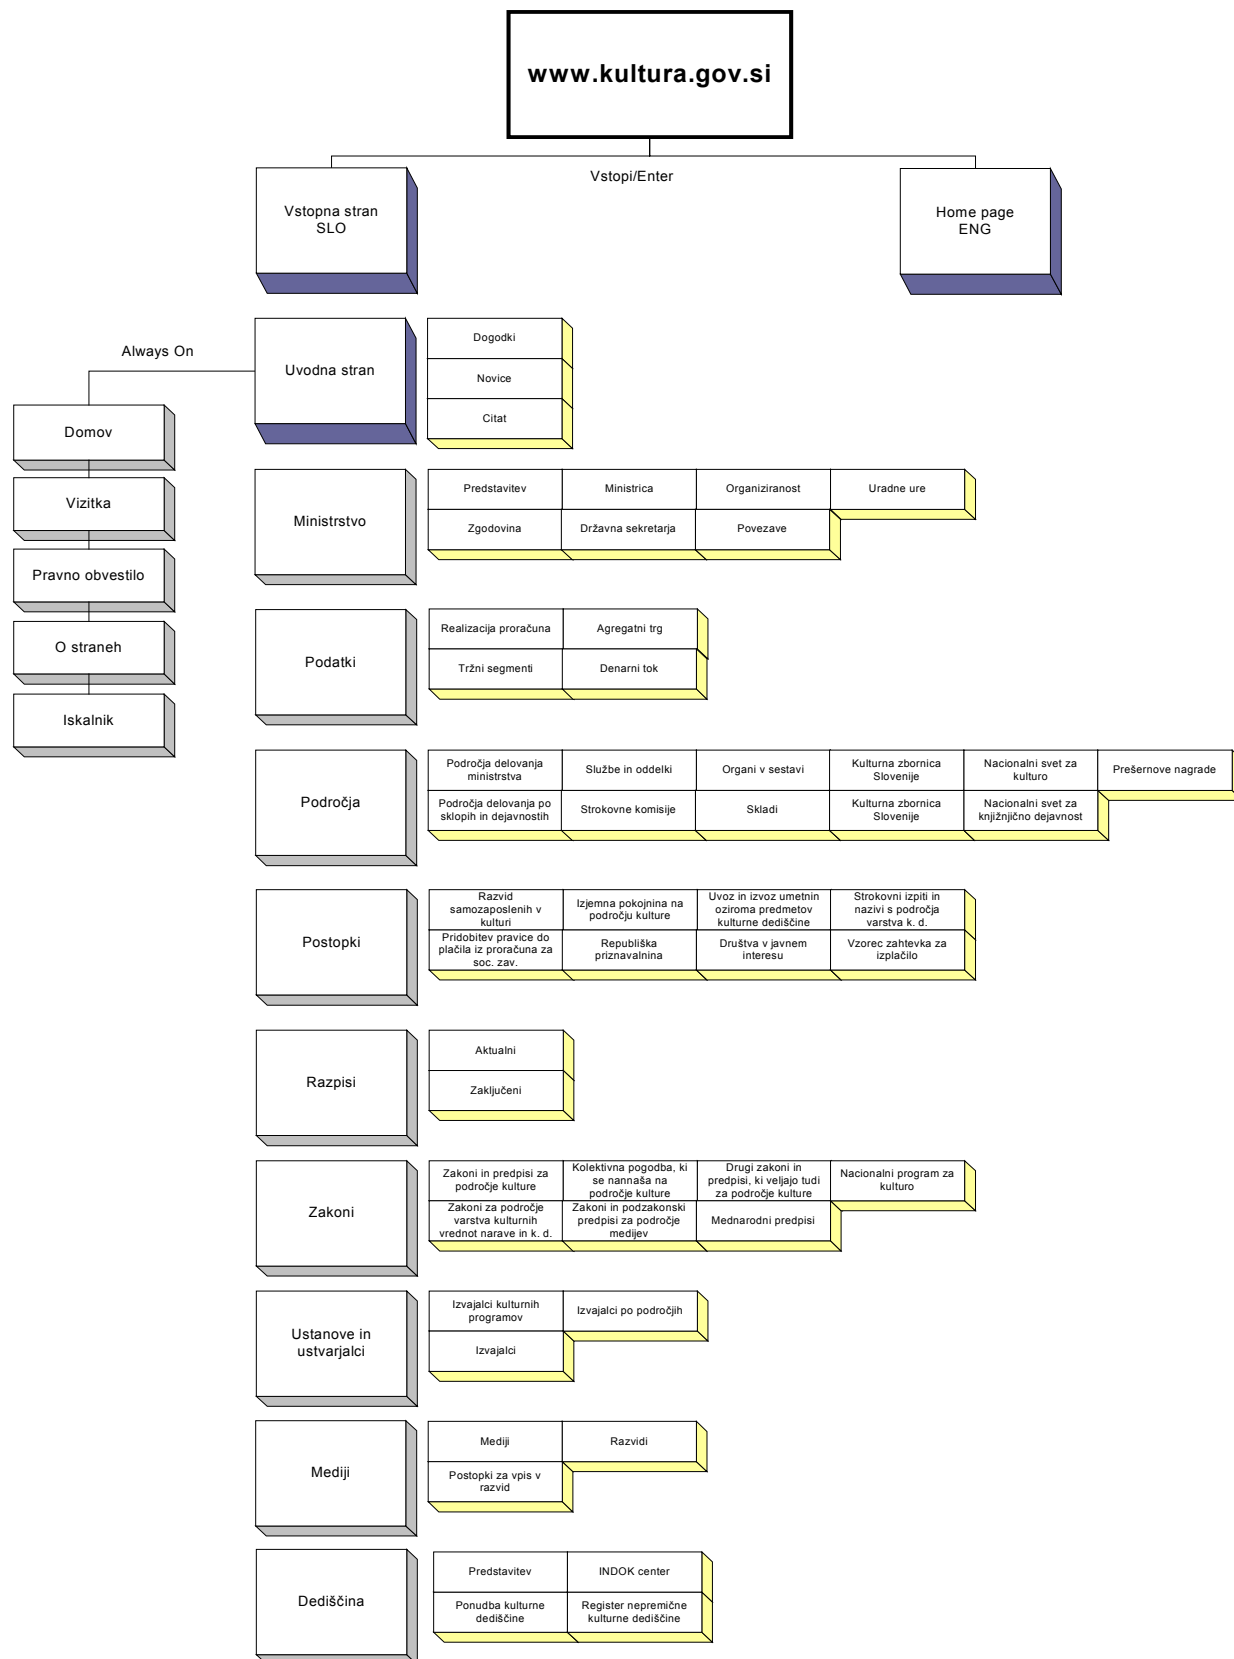 www.kultura.gov.si
Vstopi/Enter
Vstopna stran
SLO
Home page
ENG
Always On
Uvodna stran
Dogodki
Novice
Citat
Domov
Vizitka
Pravno obvestilo
O straneh
Iskalnik
Ministrstvo
Predstavitev
Ministrica
Organiziranost
Uradne ure
Zgodovina
Državna sekretarja
Povezave
Podatki
Realizacija proračuna
Agregatni trg
Tržni segmenti
Denarni tok
Področja
Področja delovanja
ministrstva
Službe in oddelki
Organi v sestavi
Kulturna zbornica
Slovenije
Nacionalni svet za
kulturo
Prešernove nagrade
Področja delovanja po
sklopih in dejavnostih
Strokovne komisije
Skladi
Kulturna zbornica
Slovenije
Nacionalni svet za
knjižnjično dejavnost
Postopki
Razvid
samozaposlenih v
kulturi
Izjemna pokojnina na
področju kulture
Uvoz in izvoz umetnin
oziroma predmetov
kulturne dediščine
Strokovni izpiti in
nazivi s področja
varstva k. d.
Pridobitev pravice do
plačila iz proračuna za
soc. zav.
Republiška
priznavalnina
Društva v javnem
interesu
Vzorec zahtevka za
izplačilo
Razpisi
Aktualni
Zaključeni
Zakoni
Zakoni in predpisi za
področje kulture
Kolektivna pogodba, ki
se nannaša na
področje kulture
Drugi zakoni in
predpisi, ki veljajo tudi
za področje kulture
Nacionalni program za
kulturo
Zakoni za področje
varstva kulturnih
vrednot narave in k. d.
Zakoni in podzakonski
predpisi za področje
medijev
Mednarodni predpisi
Ustanove in
ustvarjalci
Izvajalci kulturnih
programov
Izvajalci po področjih
Izvajalci
Mediji
Mediji
Razvidi
Postopki za vpis v
razvid
Dediščina
Predstavitev
INDOK center
Ponudba kulturne
dediščine
Register nepremične
kulturne dediščine